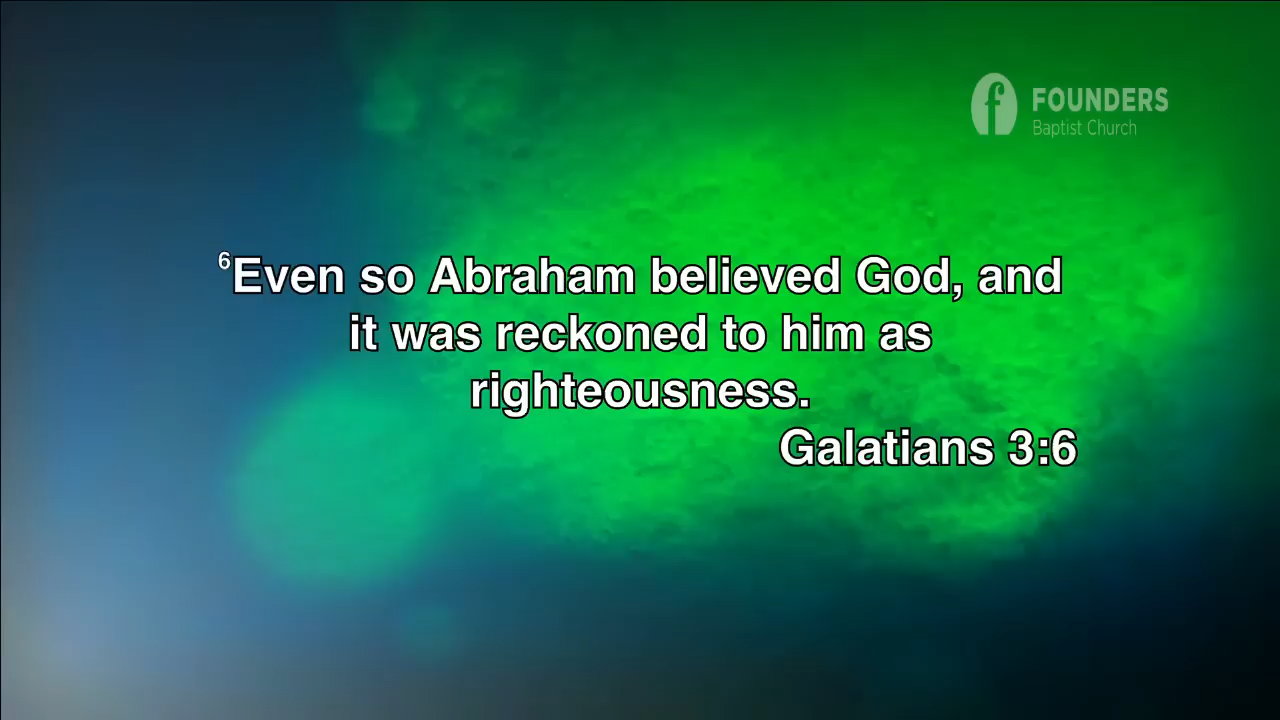 FOUNDERS
Baptist Church
6Even so Abraham believed God, and
it was reckoned to him as
righteousness.
Galatians 3:6